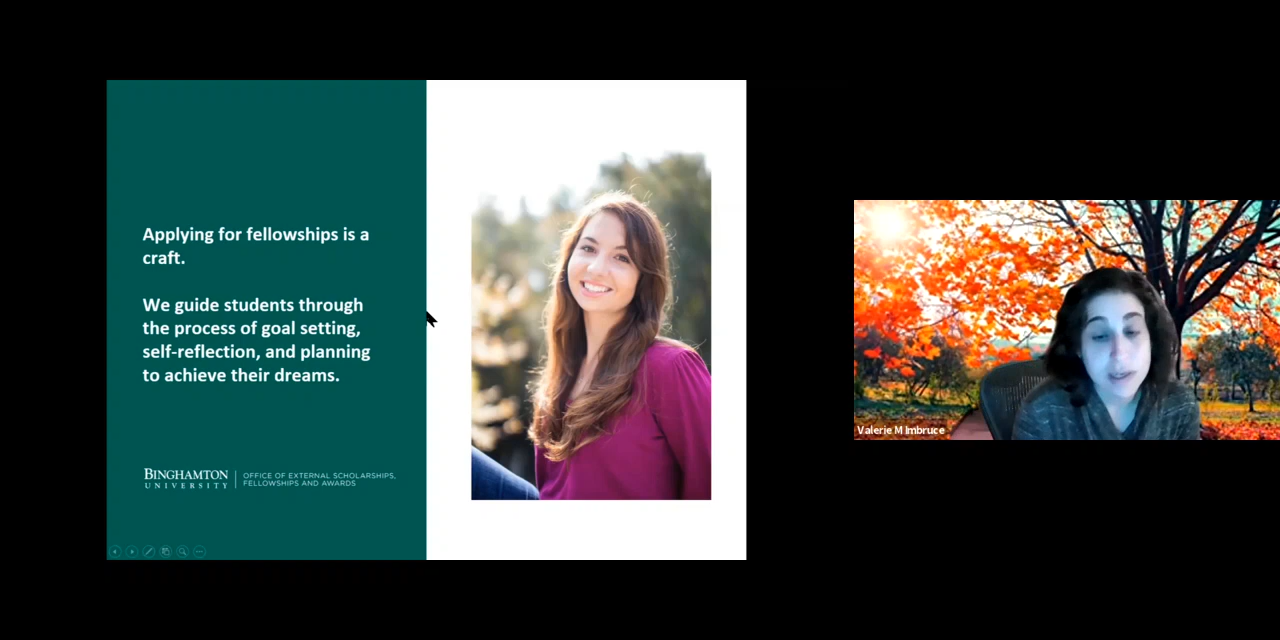 Applying for fellowships is a
craft.
We guide students through
the process of goal setting,
self-reflection, and planning
to achieve their dreams.
BINGHAMTON
UNIVERSITY
OFFICE OF EXTERNAL SCHOLARSHIPS,
FELLOWSHIPS AND AWARDS
Valerie M Imbruce